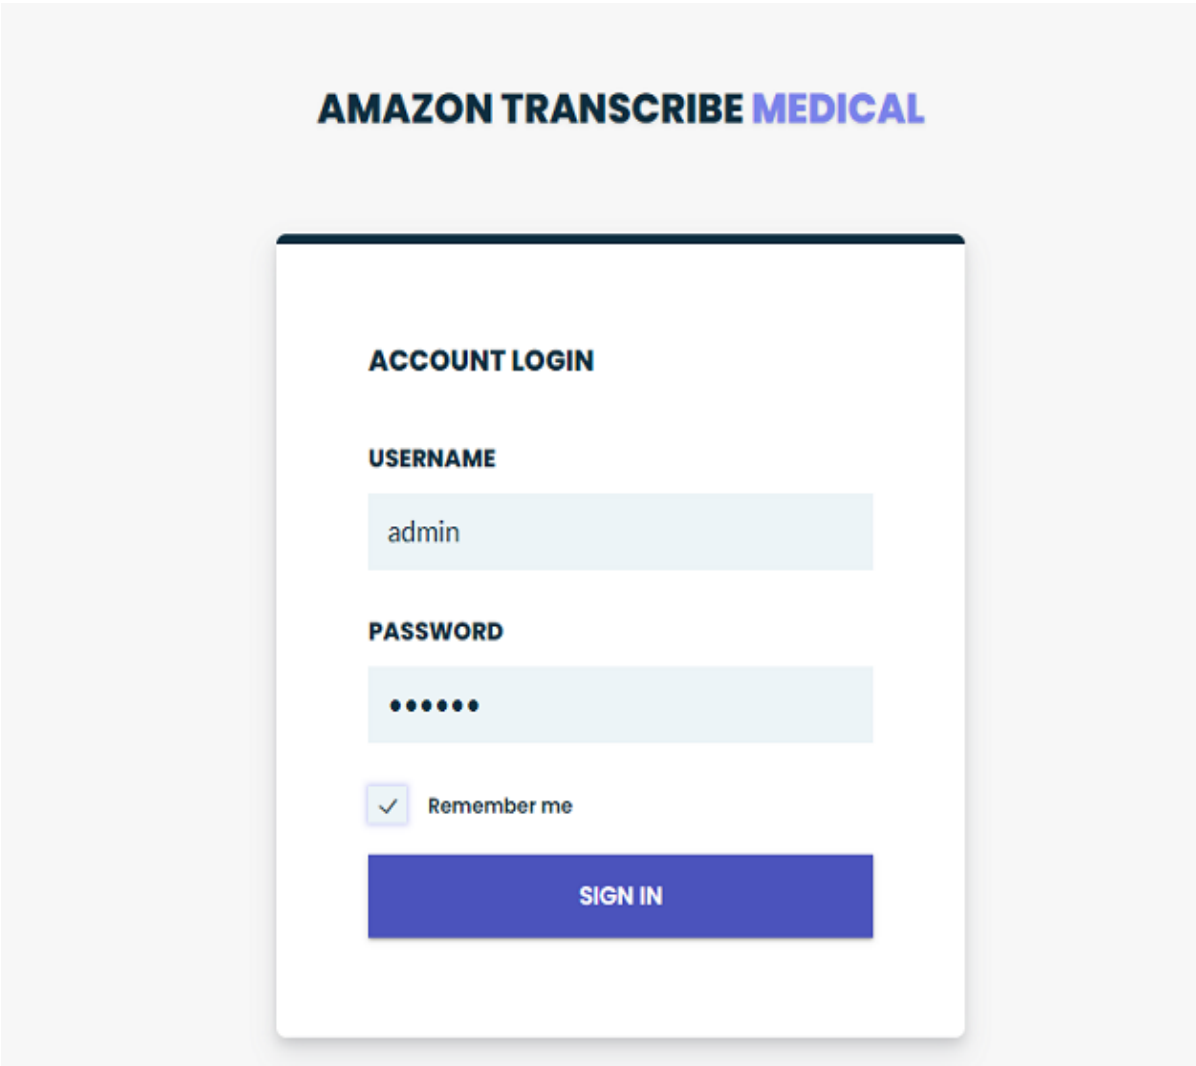 AMAZON TRANSCRIBE MEDICAL
ACCOUNT LOGIN
USERNAME
admin
PASSWORD
••••••
Remember me
SIGN IN